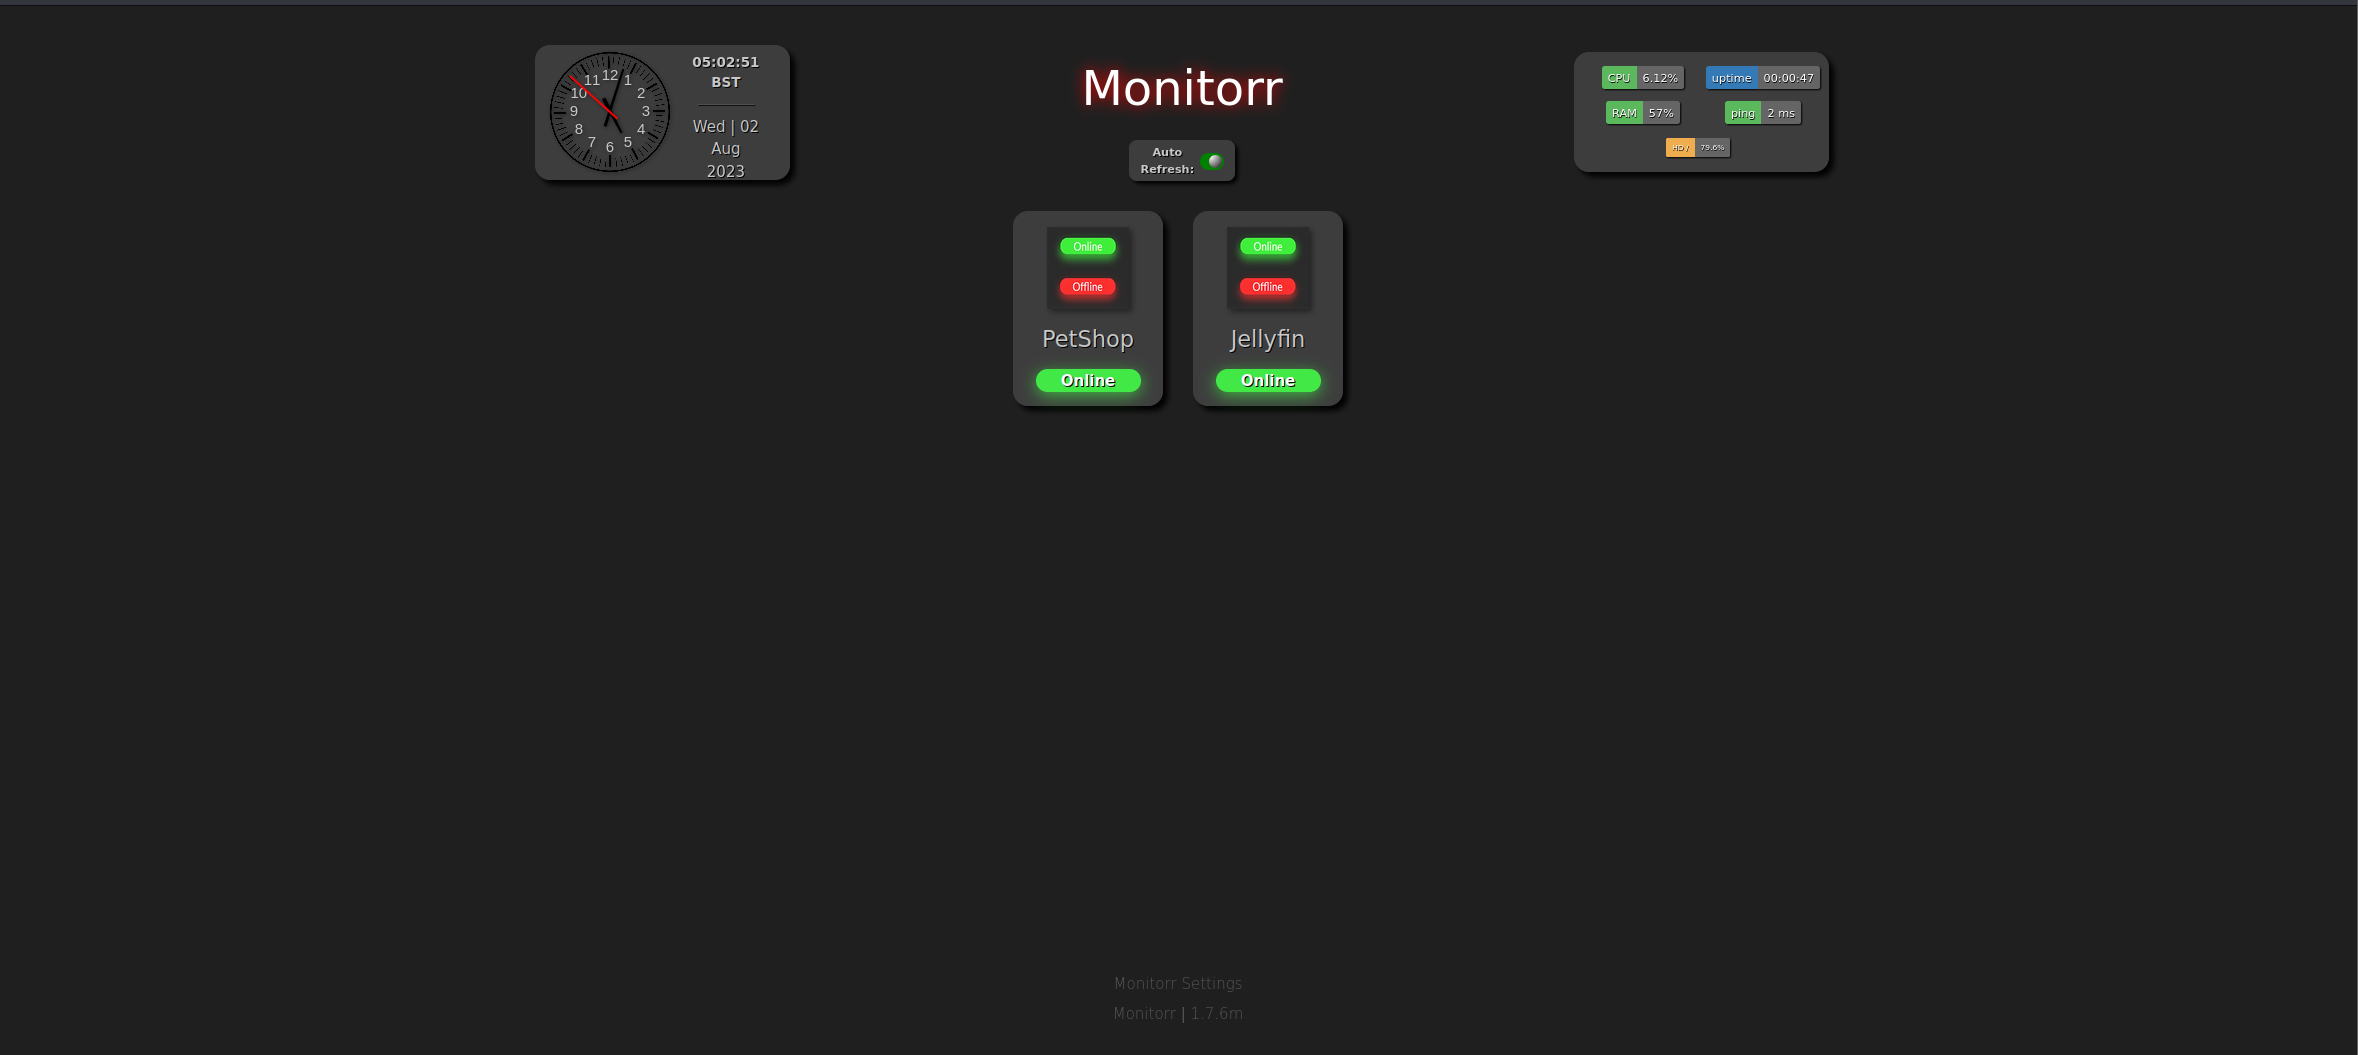 12
1
2
3
4
5
6
7
8
9
10
11
05:02:51
BST
Wed | 02
Aug
2023
Monitorr
Auto
Refresh:
CPU 6.12%
uptime 00:00:47
RAM 57%
ping 2 ms
HD / 79.6%
Online
Offline
PetShop
Online
Online
Offline
Jellyfin
Online
Monitorr Settings
Monitorr | 1.7.6m